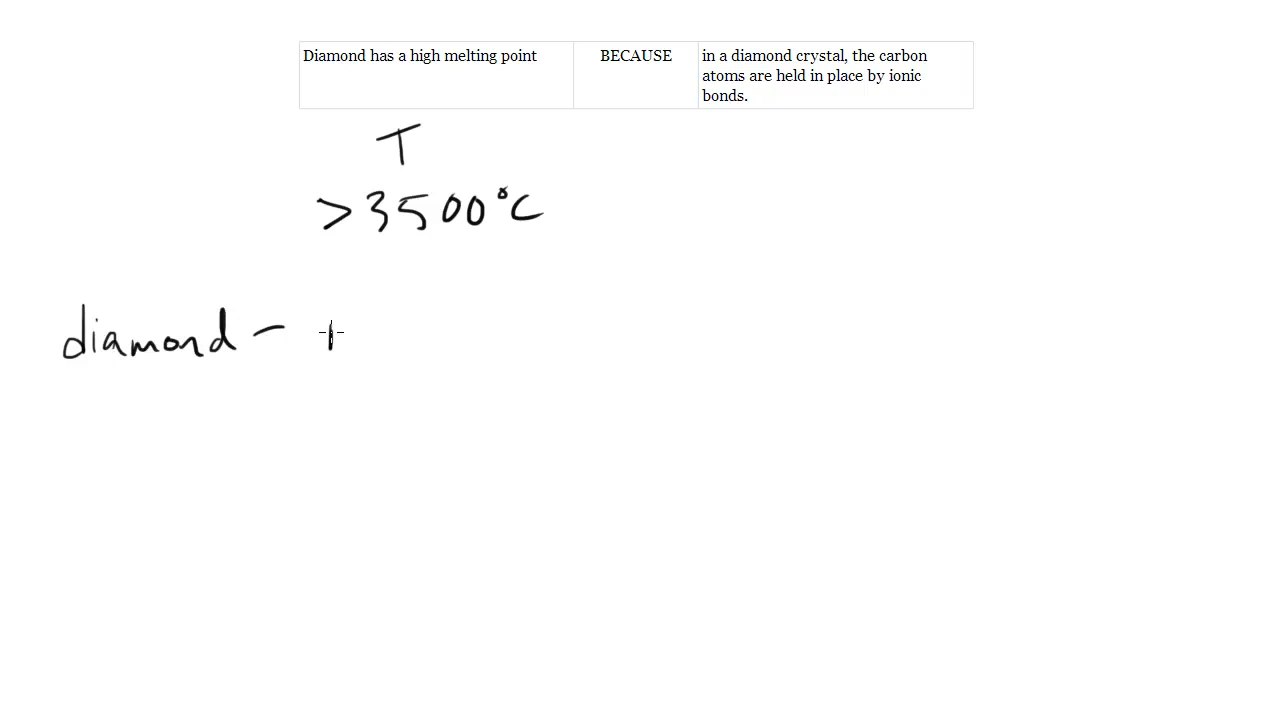 Diamond has a high melting point BECAUSE in a diamond crystal, the carbon
atoms are held in place by ionic
bonds.
T
>3500°C
diamond –